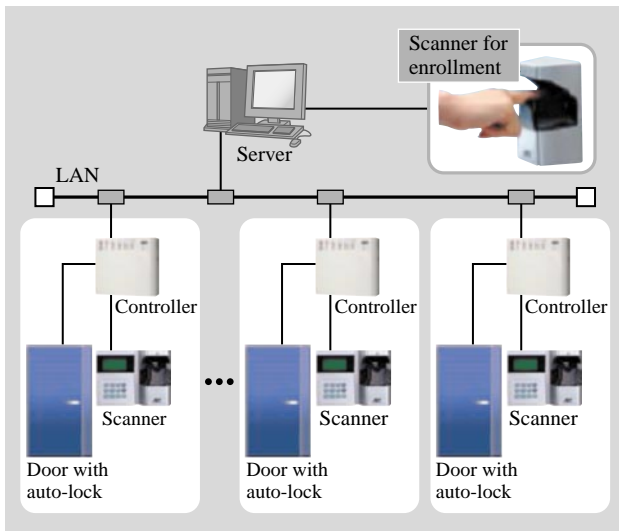 Scanner for
enrollment
Server
LAN
Controller
Controller
Controller
•••
Scanner
Scanner
Scanner
Door with
auto-lock
Door with
auto-lock
Door with
auto-lock